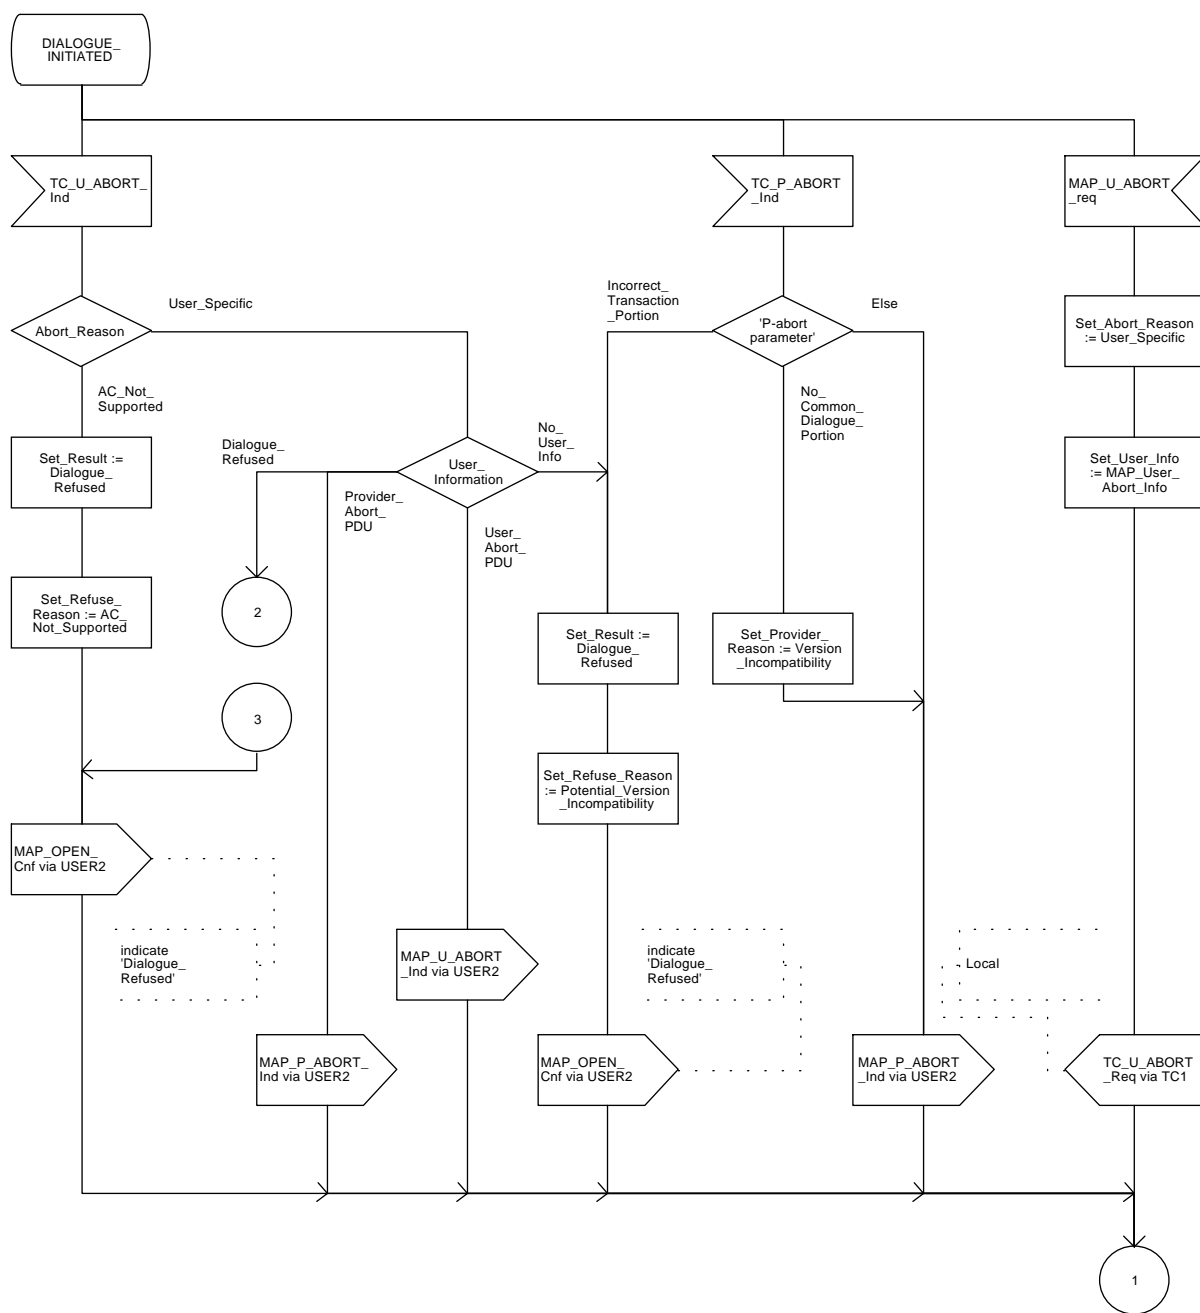 DIALOGUE_
INITIATED
TC_U_ABORT_
Ind
TC_P_ABORT
_Ind
MAP_U_ABORT
_req
Abort_Reason
User_Specific
Incorrect_
Transaction
_Portion
'P-abort
parameter'
Else
Set_Abort_Reason
:= User_Specific
AC_Not_
Supported
No_
Common_
Dialogue_
Portion
Set_Result :=
Dialogue_
Refused
Dialogue_
Refused
Provider_
Abort_
PDU
User_
Information
No_
User_
Info
User_
Abort_
PDU
Set_User_Info
:= MAP_User_
Abort_Info
Set_Refuse_
Reason := AC_
Not_Supported
2
Set_Result :=
Dialogue_
Refused
Set_Provider_
Reason := Version
_Incompatibility
3
Set_Refuse_Reason
:= Potential_Version
_Incompatibility
MAP_OPEN_
Cnf via USER2
indicate
'Dialogue_
Refused'
MAP_U_ABORT
_Ind via USER2
indicate
'Dialogue_
Refused'
Local
MAP_P_ABORT_
Ind via USER2
MAP_OPEN_
Cnf via USER2
MAP_P_ABORT
_Ind via USER2
TC_U_ABORT
_Req via TC1
1